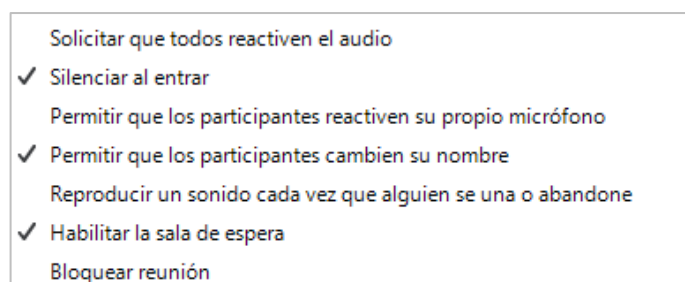 Solicitar que todos reactiven el audio
✓ Silenciar al entrar
Permitir que los participantes reactiven su propio micrófono
✓ Permitir que los participantes cambien su nombre
Reproducir un sonido cada vez que alguien se una o abandone
✓ Habilitar la sala de espera
Bloquear reunión